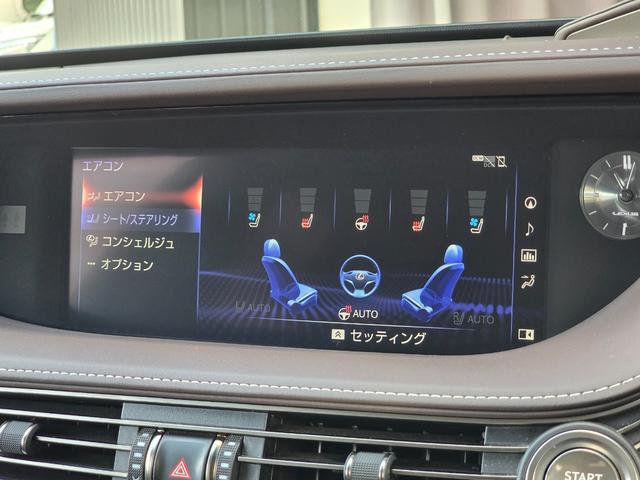 エアコン
エアコン
シート/ステアリング
コンシェルジュ
オプション
AUTO
AUTO
AUTO
セッティング
LEXUS
START